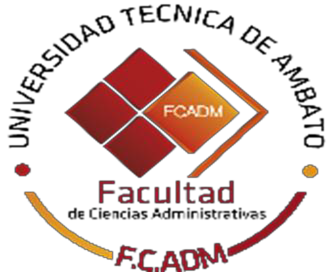 UNIVERSIDAD TECNICA DE AMBATO
FCADM
Facultad
de Ciencias Administrativas
F.C.ADM